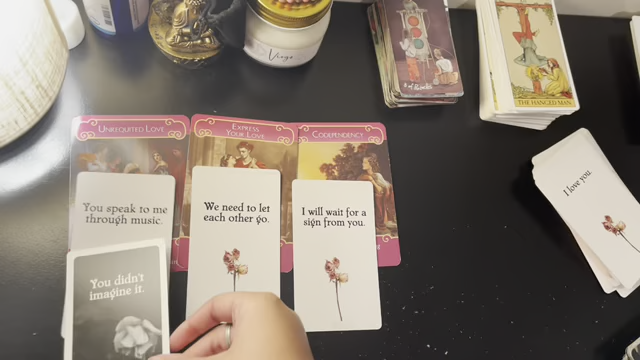 Virgo
THE HANGED MAN
UNREQUITED LOVE
EXPRESS
YOUR LOVE
CODEPENDENCY
You speak to me
through music.
We need to let
each other go.
I will wait for a
sign from you.
I love you.
You didn't
imagine it.